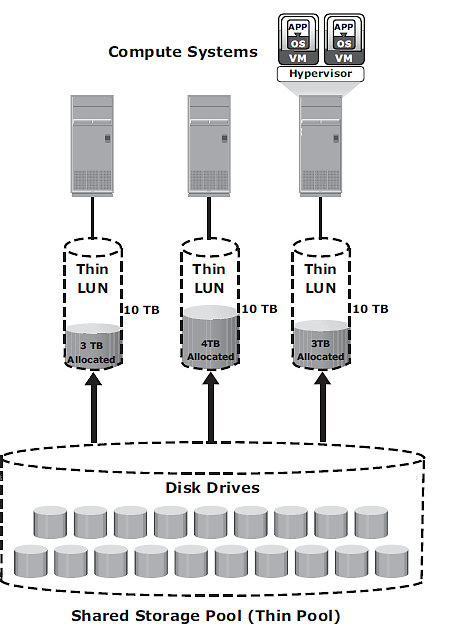 APP
OS
VM
APP
OS
VM
Compute Systems
Hypervisor
Thin
LUN
10 TB
3 TB
Allocated
Thin
LUN
10 TB
4TB
Allocated
Thin
LUN
10 TB
3TB
Allocated
Disk Drives
Shared Storage Pool (Thin Pool)